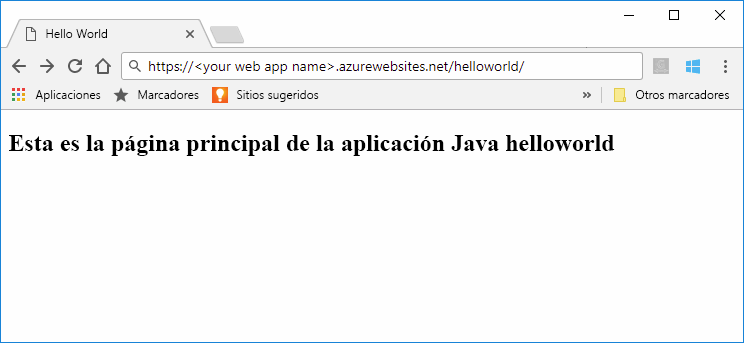 Hello World
https://<your web app name>.azurewebsites.net/helloworld/
Aplicaciones Marcadores Sitios sugeridos » Otros marcadores
Esta es la página principal de la aplicación Java helloworld